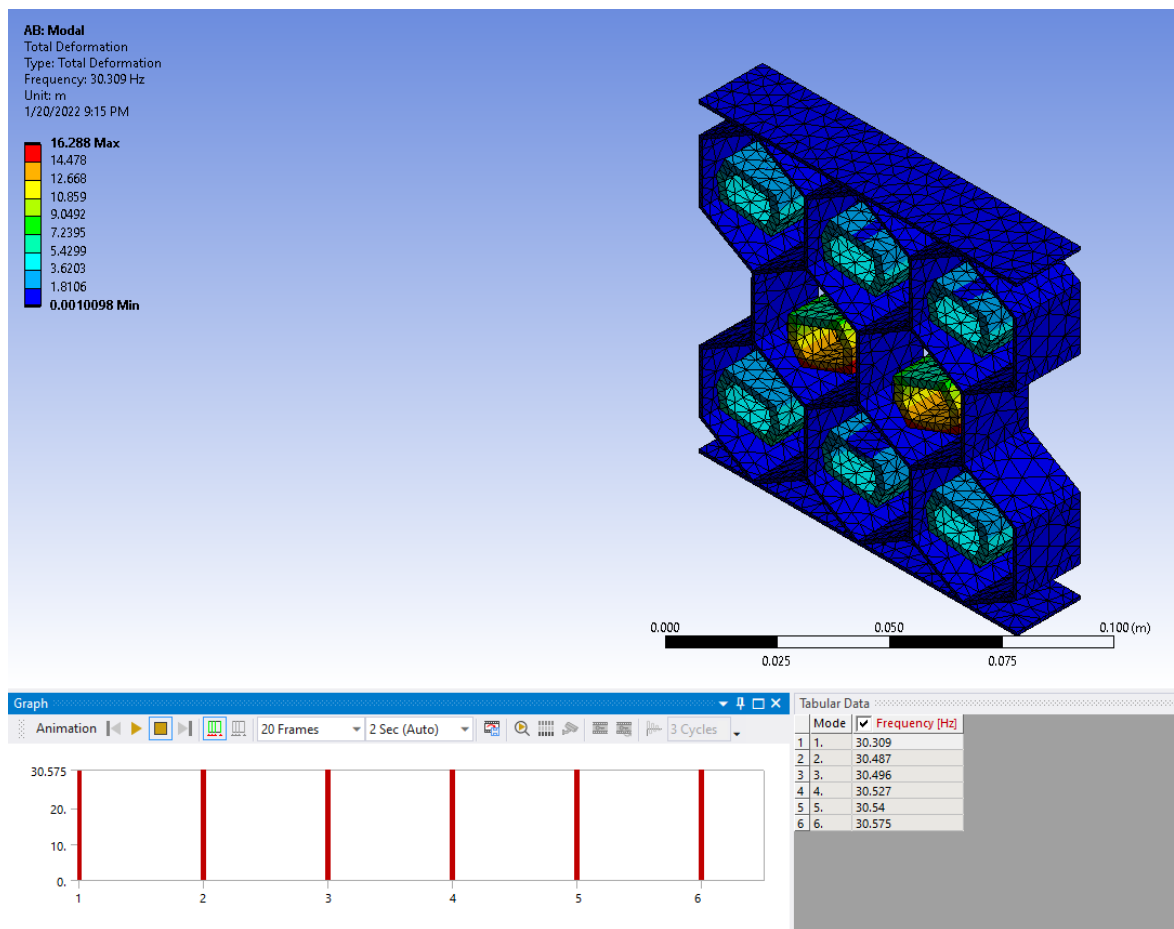 AB: Modal
Total Deformation
Type: Total Deformation
Frequency: 30.309 Hz
Unit: m
1/20/2022 9:15 PM
16.288 Max
14.478
12.668
10.859
9.0492
7.2395
5.4299
3.6203
1.8106
0.0010098 Min
0.000 0.050 0.100 (m)
0.025 0.075
Graph
Animation 20 Frames 2 Sec (Auto) 3 Cycles
30.575
20.
10.
0.
1 2 3 4 5 6
Tabular Data
Mode Frequency [Hz]
1 1. 30.309
2 2. 30.487
3 3. 30.496
4 4. 30.527
5 5. 30.54
6 6. 30.575